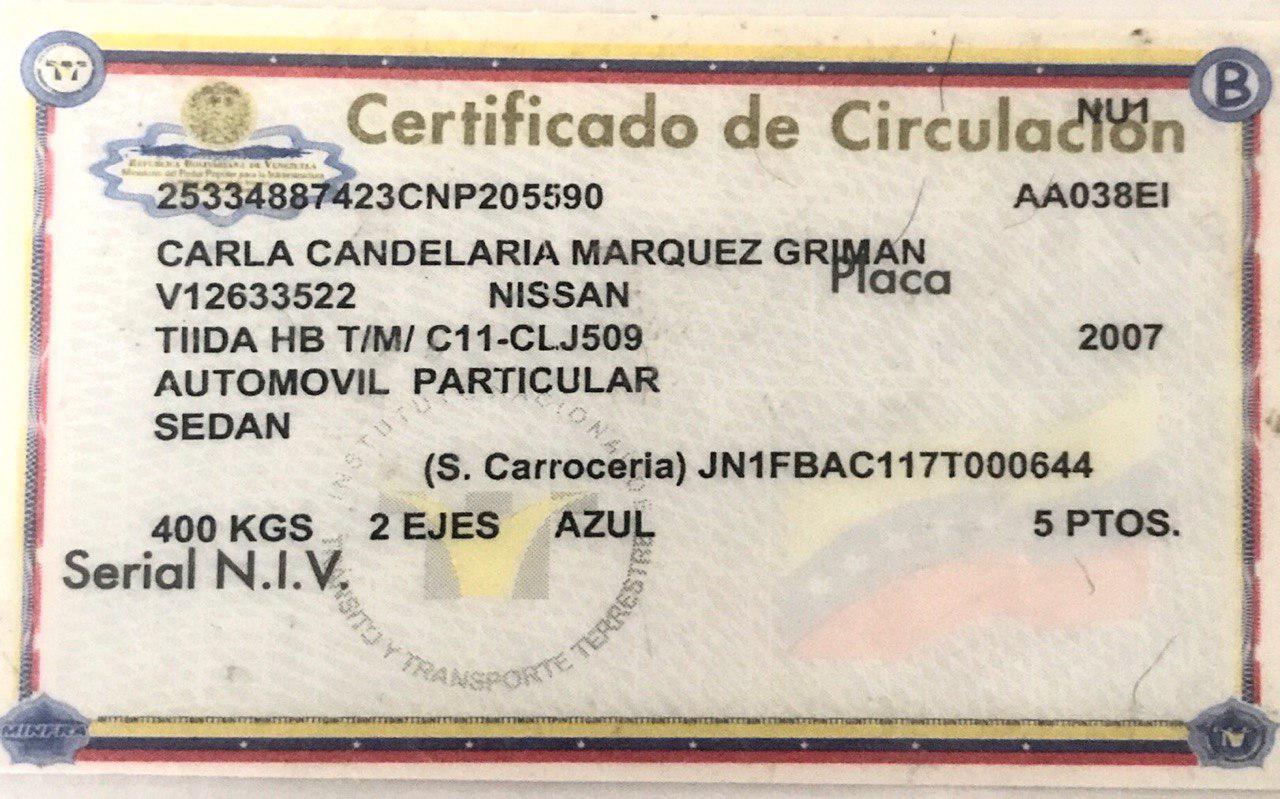 B
Certificado de Circulación
NU1
REPÚBLICA BOLIVARIANA DE VENEZUELA
Ministerio del Poder Popular para la Infraestructura
25334887423CNP205590 AA038EI
CARLA CANDELARIA MARQUEZ GRIMAN
Placa
V12633522 NISSAN
TIIDA HB T/M/ C11-CLJ509 2007
AUTOMOVIL PARTICULAR
SEDAN
(S. Carroceria) JN1FBAC117T000644
400 KGS 2 EJES AZUL 5 PTOS.
Serial N.I.V.
INSTITUTO NACIONAL DE TRANSITO Y TRANSPORTE TERRESTRE
MINFRA